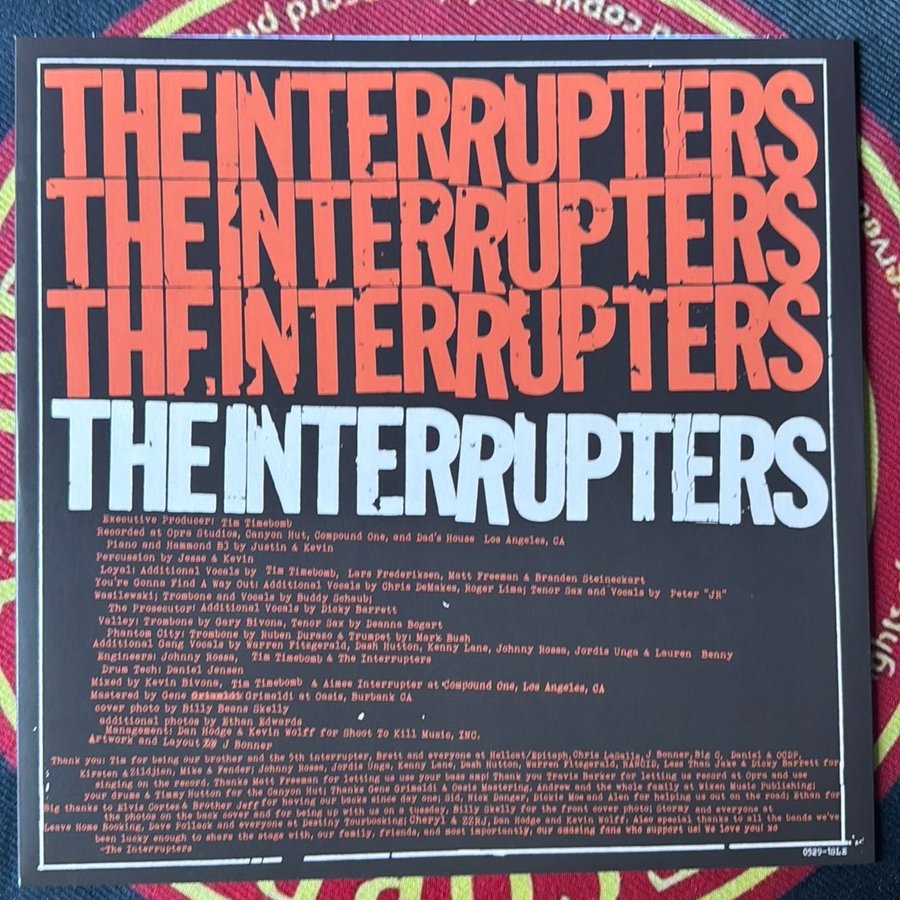 THE INTERRUPTERS
THE INTERRUPTERS
THE INTERRUPTERS
THE INTERRUPTERS
Executive Producer: Tim Timebomb
Recorded at Opra Studios, Canyon Hut, Compound One, and Dad's House Los Angeles, CA
Piano and Hammond B3 by Justin & Kevin
Percussion by Jesse & Kevin
Loyal: Additional Vocals by Tim Timebomb, Lars Frederiksen, Matt Freeman & Branden Steineckart
You're Gonna Find A Way Out: Additional Vocals by Chris DeMakes, Roger Lima; Tenor Sax and Vocals by Peter "JR"
Wasilewski; Trombone and Vocals by Buddy Schaub;
The Prosecutor: Additional Vocals by Dicky Barrett
Valley: Trombone by Gary Bivona, Tenor Sax by Deanna Bogart
Phantom City: Trombone by Ruben Durazo & Trumpet by: Mark Bush
Additional Gang Vocals by Warren Fitzgerald, Dash Hutton, Kenny Lane, Johnny Rossa, Jordis Unga & Lauren Benny
Engineers: Johnny Rossa, Tim Timebomb & The Interrupters
Drum Tech: Daniel Jensen
Mixed by Kevin Bivona, Tim Timebomb & Aimee Interrupter at Compound One, Los Angeles, CA
Mastered by Gene Grimaldi at Oasis, Burbank CA
cover photo by Billy Beans Skelly
additional photos by Ethan Edwards
Management: Dan Hodge & Kevin Wolff for Shoot To Kill Music, INC.
Artwork and Layout by J Bonner
Thank you: Tim for being our brother and the 5th interrupter, Brett and everyone at Hellcat/Epitaph, Chris LaSalle, J Bonner, Big C, Daniel & OCDP,
Kirsten & Zildjian, Mike & Fender; Johnny Rossa, Jordis Unga, Kenny Lane, Dash Hutton, Warren Fitzgerald, RANCID, Less Than Jake & Dicky Barrett for
singing on the record. Thanks Matt Freeman for letting us use your bass amp! Thank you Travis Barker for letting us record at Opra and use
your drums & Timmy Hutton for the Canyon Hut; Thanks Gene Grimaldi & Oasis Mastering, Andrew and the whole family at Wixen Music Publishing;
Big thanks to Elvis Cortez & Brother Jeff for having our backs since day one; Sid, Nick Danger, Pickle Moe and Alen for helping us out on the road; Ethan for
the photos on the back cover and for being up with us on a tuesday, Billy Skelly for the front cover photo; Stormy and everyone at
Leave Home Booking, Dave Pollack and everyone at Destiny Tourbooking; Cheryl & ZZHJ, Dan Hodge and Kevin Wolff; Also special thanks to all the bands we've
been lucky enough to share the stage with, our family, friends, and most importantly, our amazing fans who support us! We love you! xo
-The Interrupters